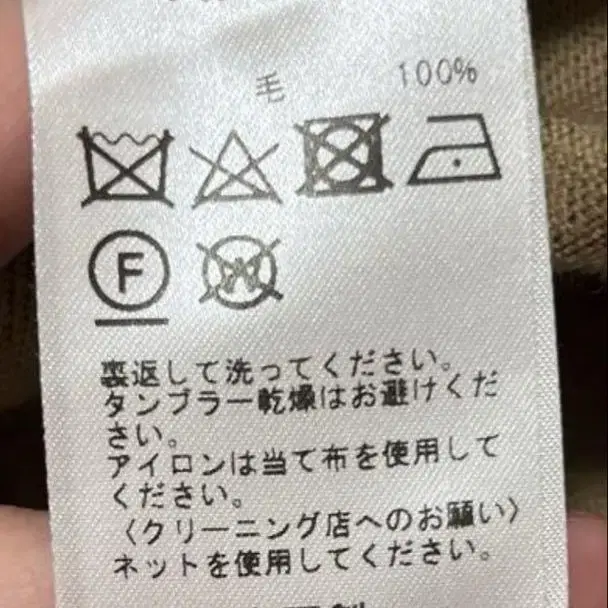 毛 100%
F
W
裏返して洗ってください。
タンブラー乾燥はお避けくだ
さい。
アイロンは当て布を使用して
ください。
〈クリーニング店へのお願い〉
ネットを使用してください。